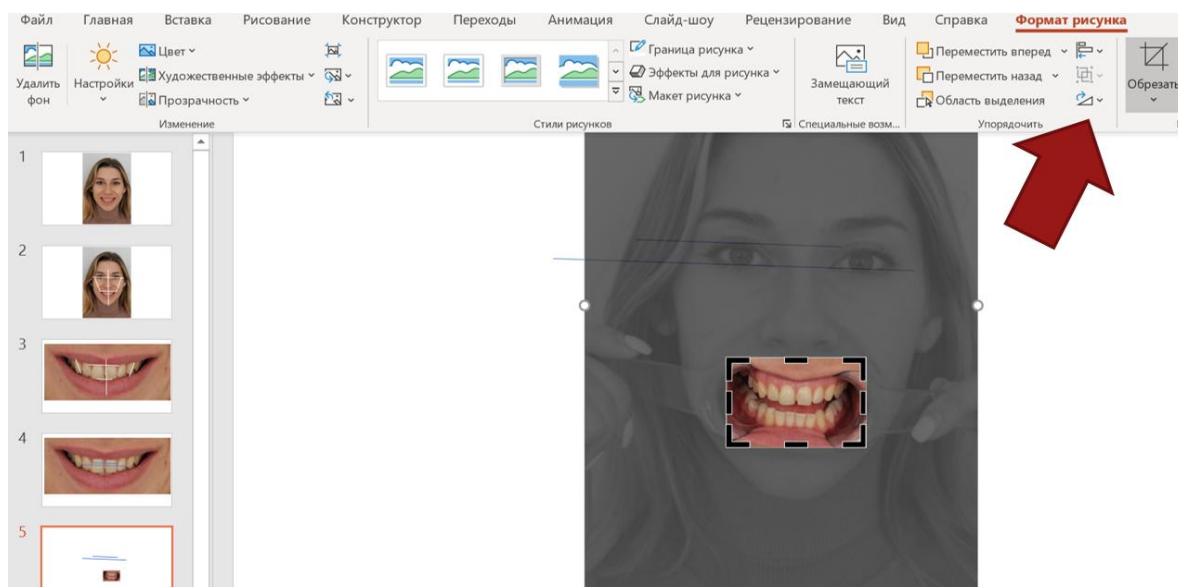 Файл Главная Вставка Рисование Конструктор Переходы Анимация Слайд-шоу Рецензирование Вид Справка Формат рисунка
Удалить фон
Настройки
Цвет
Художественные эффекты
Прозрачность
Изменение
Граница рисунка
Эффекты для рисунка
Макет рисунка
Стили рисунков
Замещающий текст
Специальные возм...
Переместить вперед
Переместить назад
Область выделения
Упорядочить
Обрезать
1
2
3
4
5